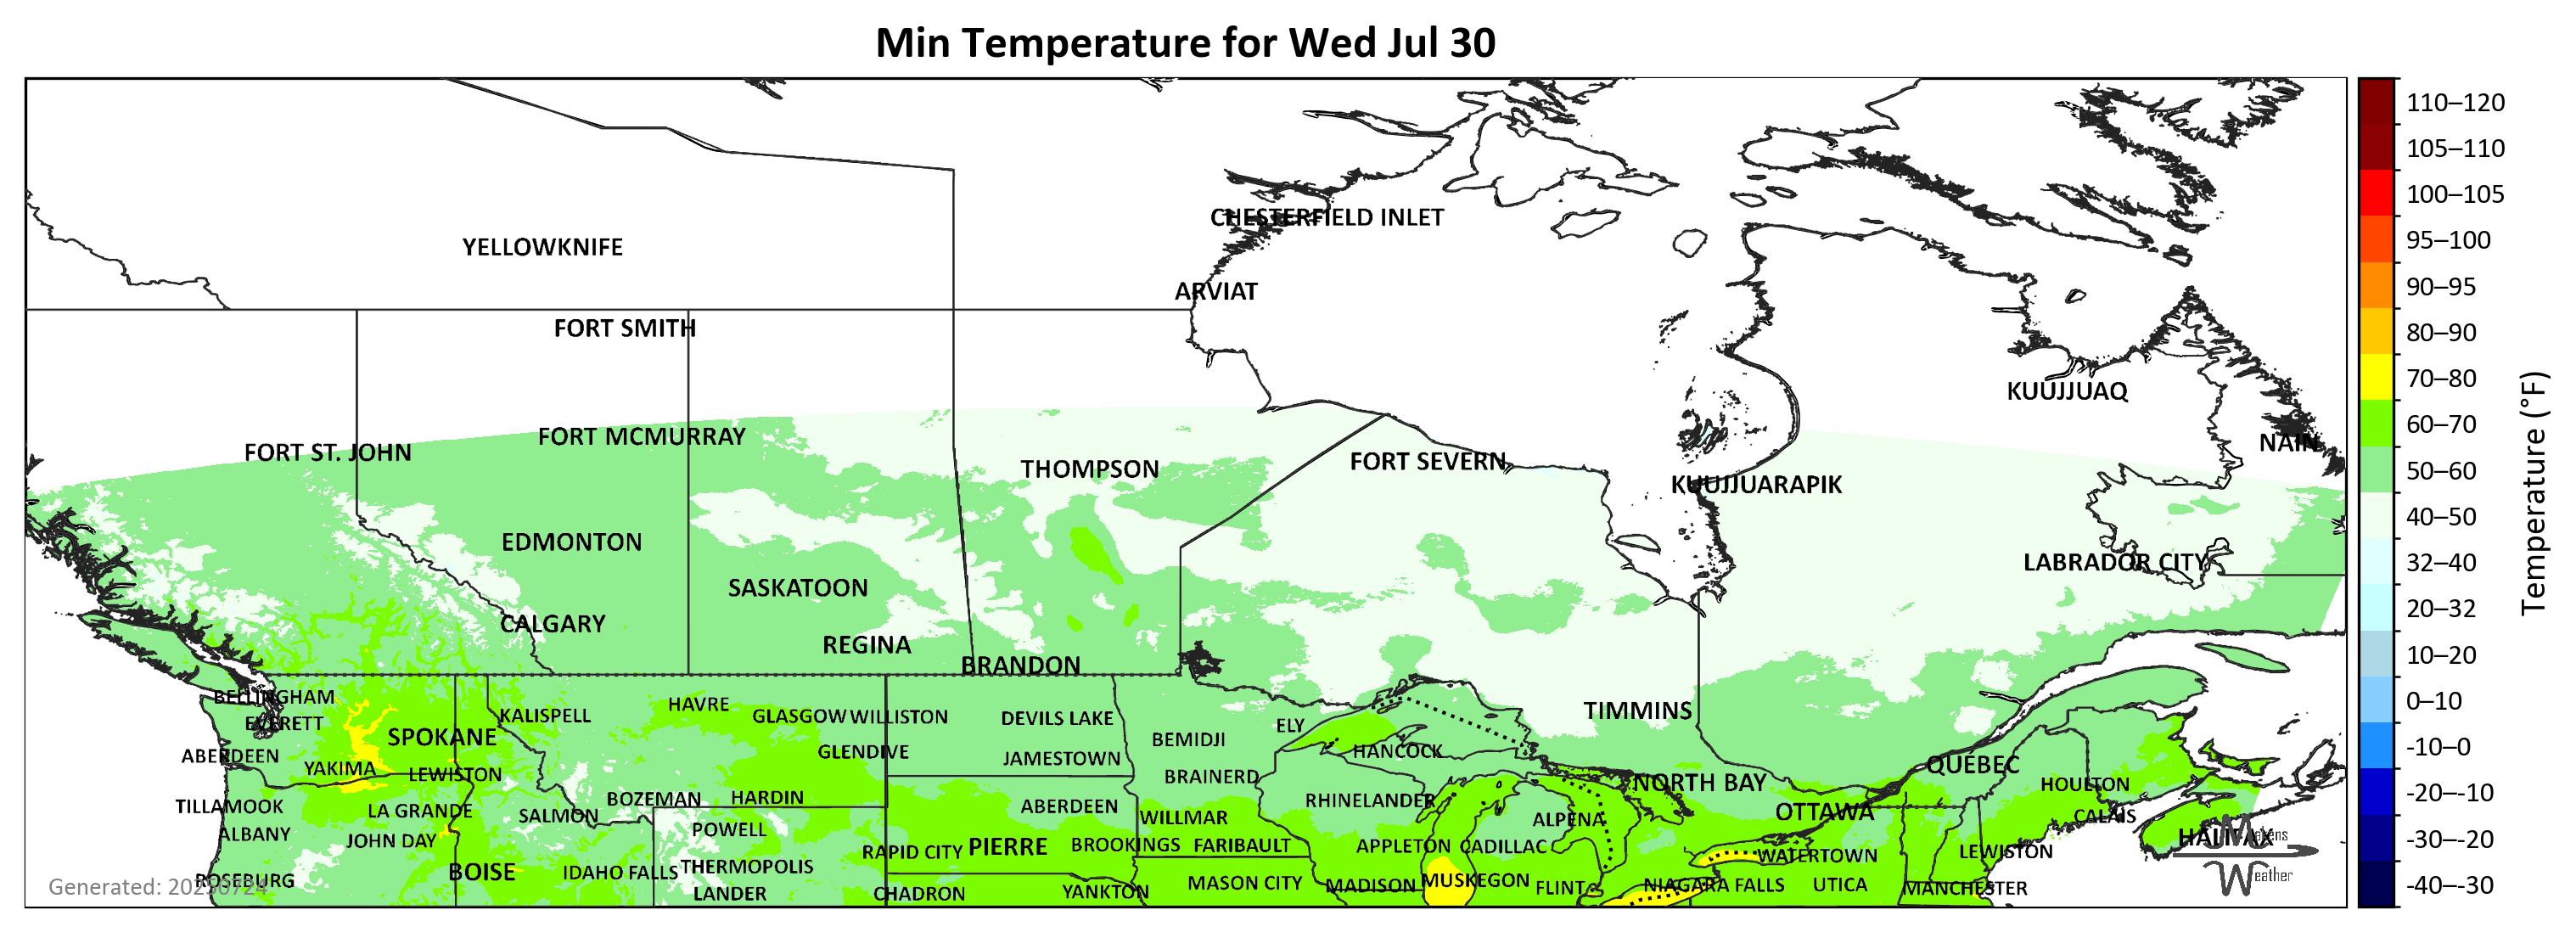 Min Temperature for Wed Jul 30
110–120
105–110
100–105
95–100
90–95
80–90
70–80
60–70
50–60
40–50
32–40
20–32
10–20
0–10
-10–0
-20–-10
-30–-20
-40–-30
Temperature (°F)
CHESTERFIELD INLET
YELLOWKNIFE
ARVIAT
FORT SMITH
KUUJJUAQ
FORT MCMURRAY
NAIN
FORT ST. JOHN
FORT SEVERN
THOMPSON
KUUJJUARAPIK
EDMONTON
LABRADOR CITY
SASKATOON
CALGARY
REGINA
BRANDON
BELLINGHAM
HAVRE
TIMMINS
KALISPELL
GLASGOW
WILLISTON
DEVILS LAKE
EVERETT
ELY
SPOKANE
BEMIDJI
HANCOCK
GLENDIVE
ABERDEEN
JAMESTOWN
QUÉBEC
YAKIMA
LEWISTON
BRAINERD
NORTH BAY
HOULTON
BOZEMAN
HARDIN
RHINELANDER
TILLAMOOK
ABERDEEN
LA GRANDE
SALMON
OTTAWA
CALAIS
WILLMAR
ALPENA
POWELL
ALBANY
HALIFAX
Makens
JOHN DAY
PIERRE
BROOKINGS
FARIBAULT
APPLETON
CADILLAC
RAPID CITY
LEWISTON
WATERTOWN
THERMOPOLIS
BOISE
IDAHO FALLS
Weather
ROSEBURG
MUSKEGON
MASON CITY
MADISON
NIAGARA FALLS
UTICA
Generated: 20250724
FLINT
MANCHESTER
YANKTON
LANDER
CHADRON